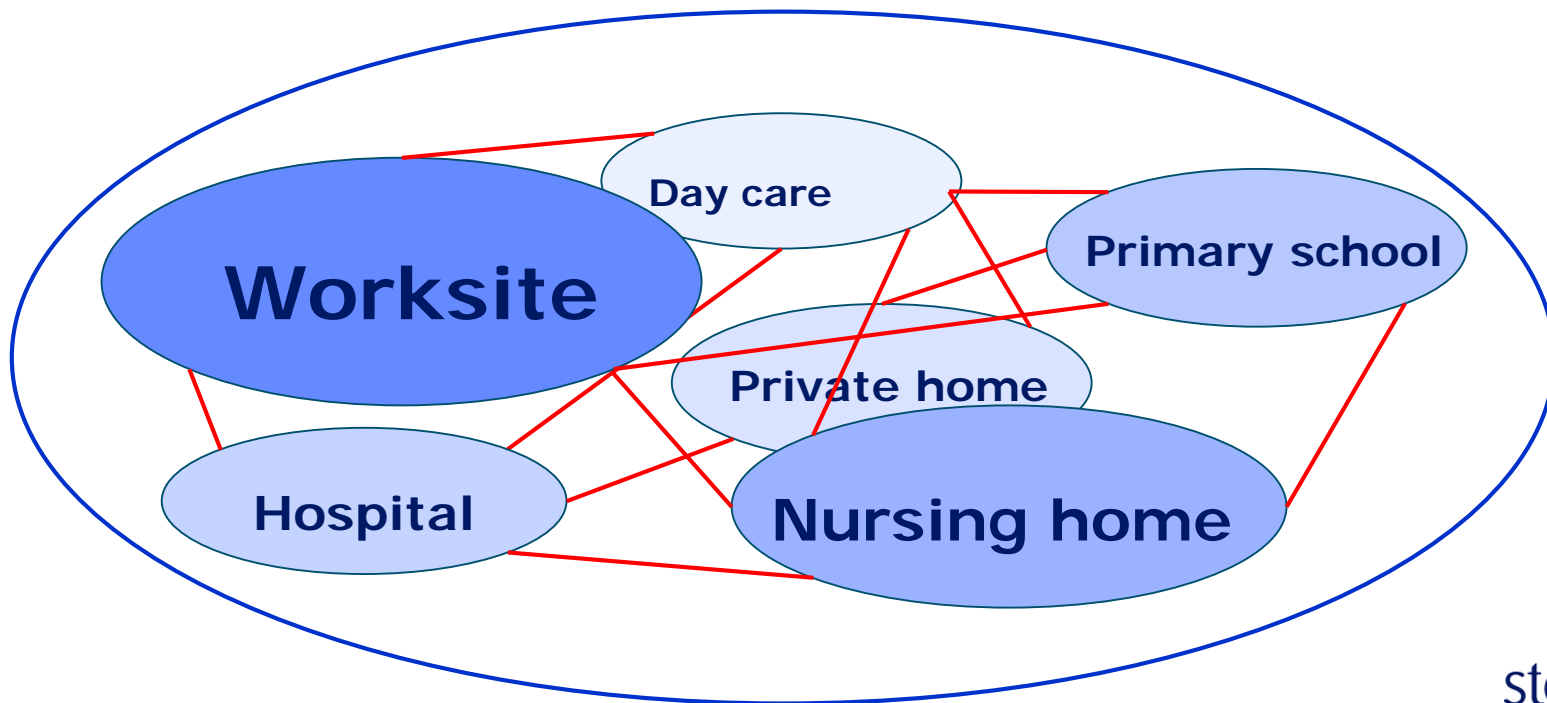 Day care
Primary school
Worksite
Private home
Hospital
Nursing home